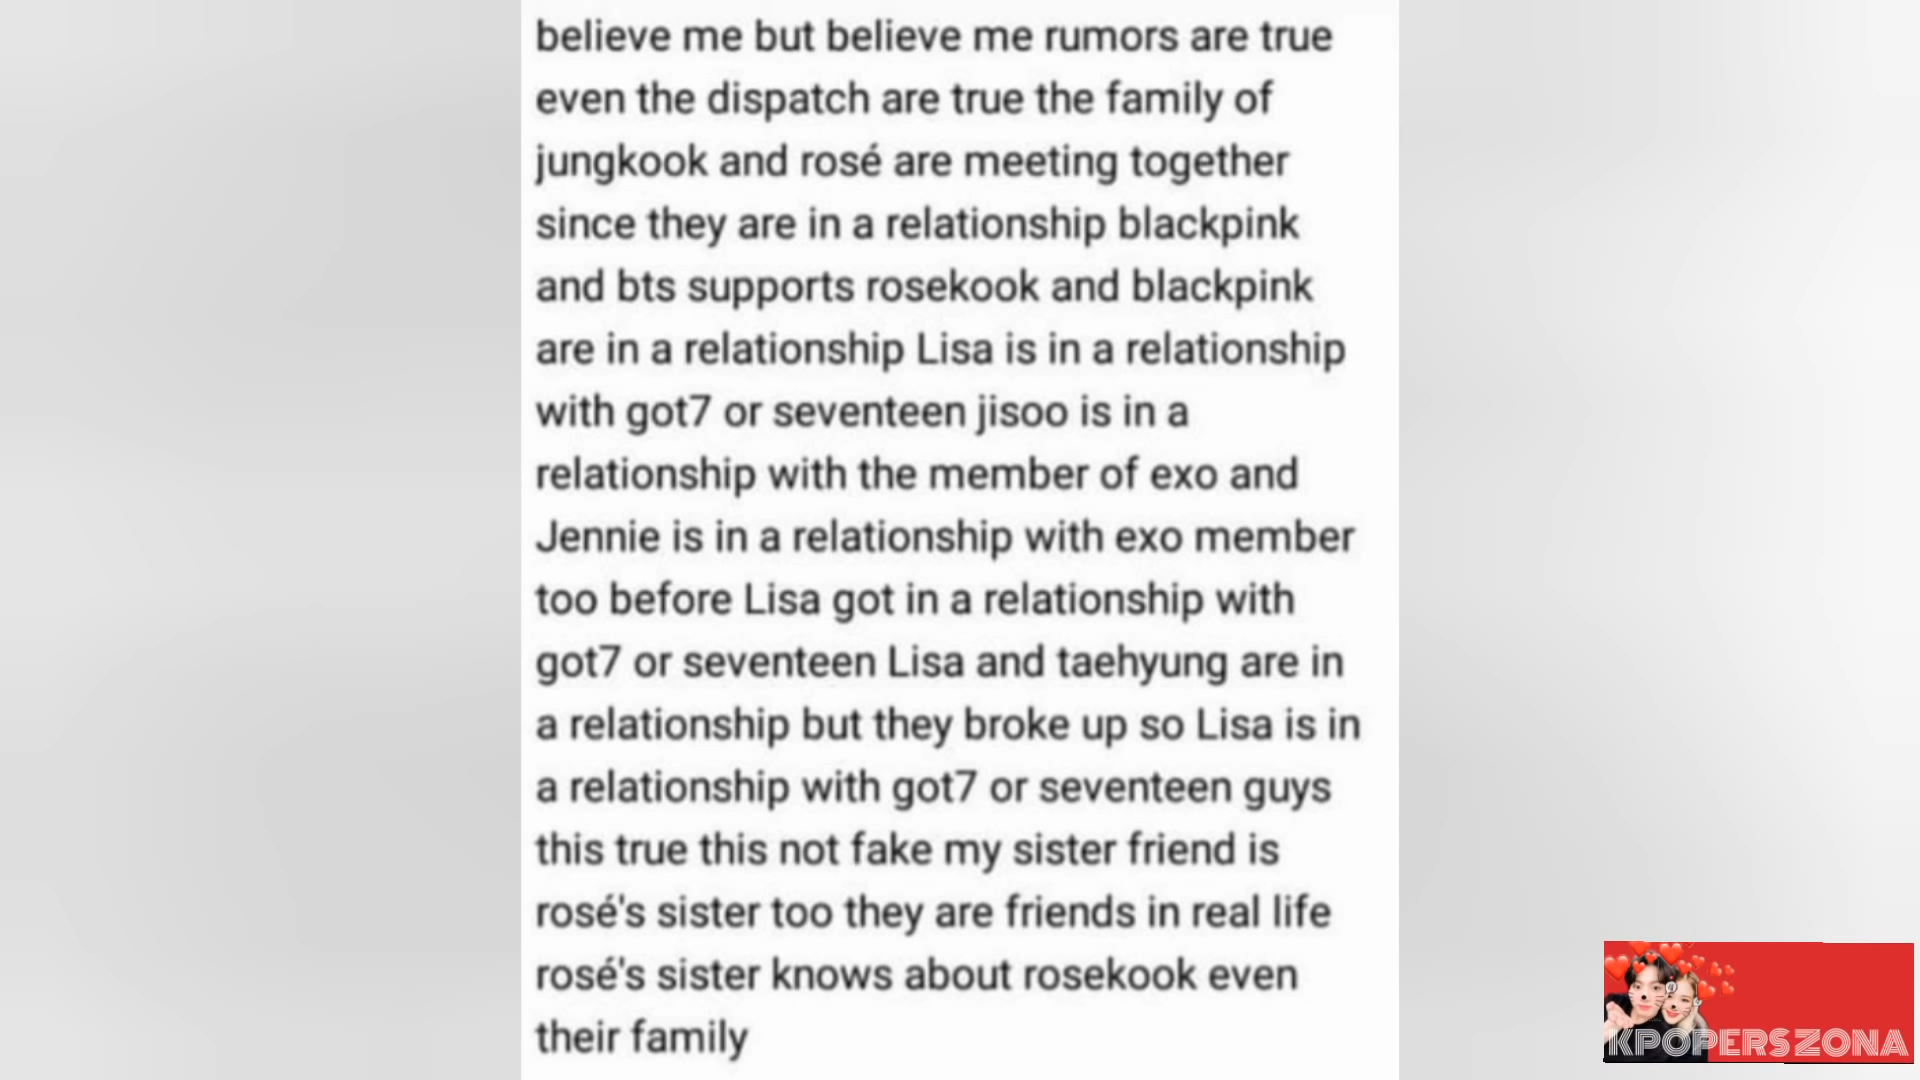 believe me but believe me rumors are true
even the dispatch are true the family of
jungkook and rosé are meeting together
since they are in a relationship blackpink
and bts supports rosekook and blackpink
are in a relationship Lisa is in a relationship
with got7 or seventeen jisoo is in a
relationship with the member of exo and
Jennie is in a relationship with exo member
too before Lisa got in a relationship with
got7 or seventeen Lisa and taehyung are in
a relationship but they broke up so Lisa is in
a relationship with got7 or seventeen guys
this true this not fake my sister friend is
rosé's sister too they are friends in real life
rosé's sister knows about rosekook even
their family
KPOPERS ZONA